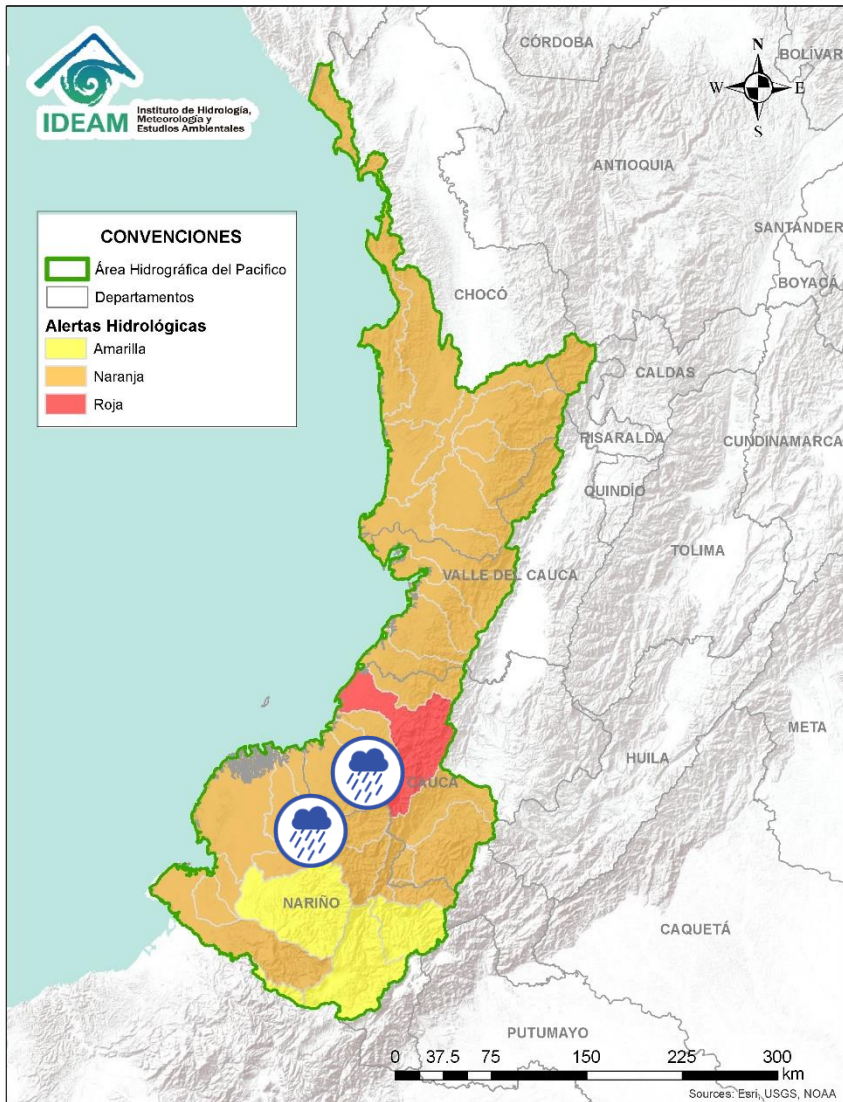 IDEAM
Instituto de Hidrología,
Meteorología y
Estudios Ambientales
CÓRDOBA
BOLÍVAR
N
W
E
S
ANTIOQUIA
SANTANDER
BOYACÁ
CONVENCIONES
Área Hidrográfica del Pacifico
Departamentos
Alertas Hidrológicas
Amarilla
Naranja
Roja
CHOCÓ
CALDAS
RISARALDA
CUNDINAMARCA
QUINDÍO
TOLIMA
VALLE DEL CAUCA
META
HUILA
CAUCA
NARIÑO
CAQUETÁ
PUTUMAYO
0 37.5 75 150 225 300
km
Sources: Esri, USGS, NOAA